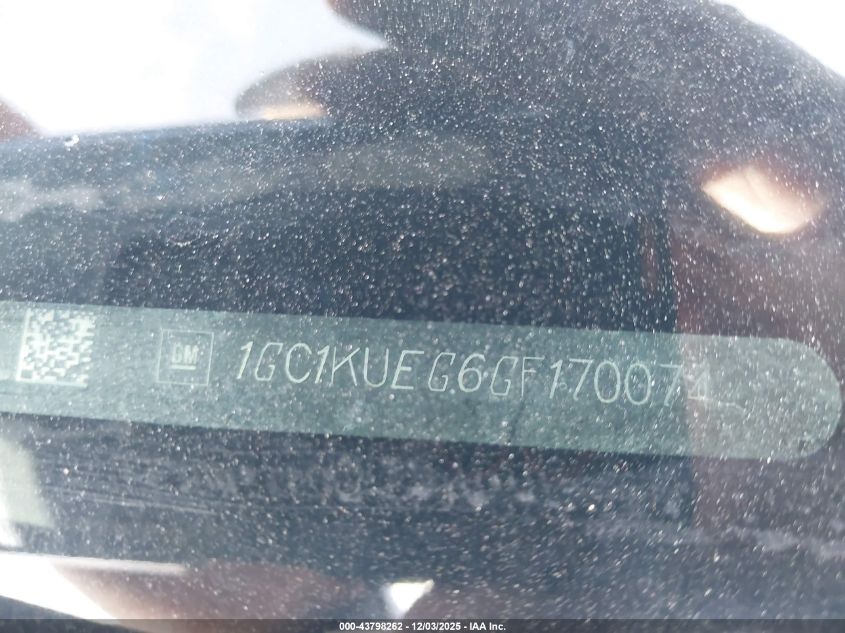 GM 1GC1KUEG6GF170074
000-43798262 - 12/03/2025 - IAA Inc.